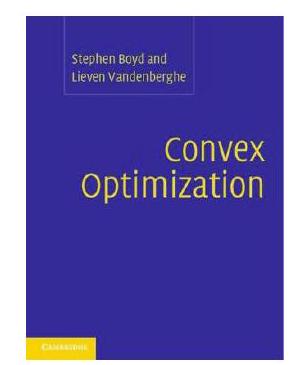 Stephen Boyd and
Lieven Vandenberghe
Convex
Optimization
CAMBRIDGE